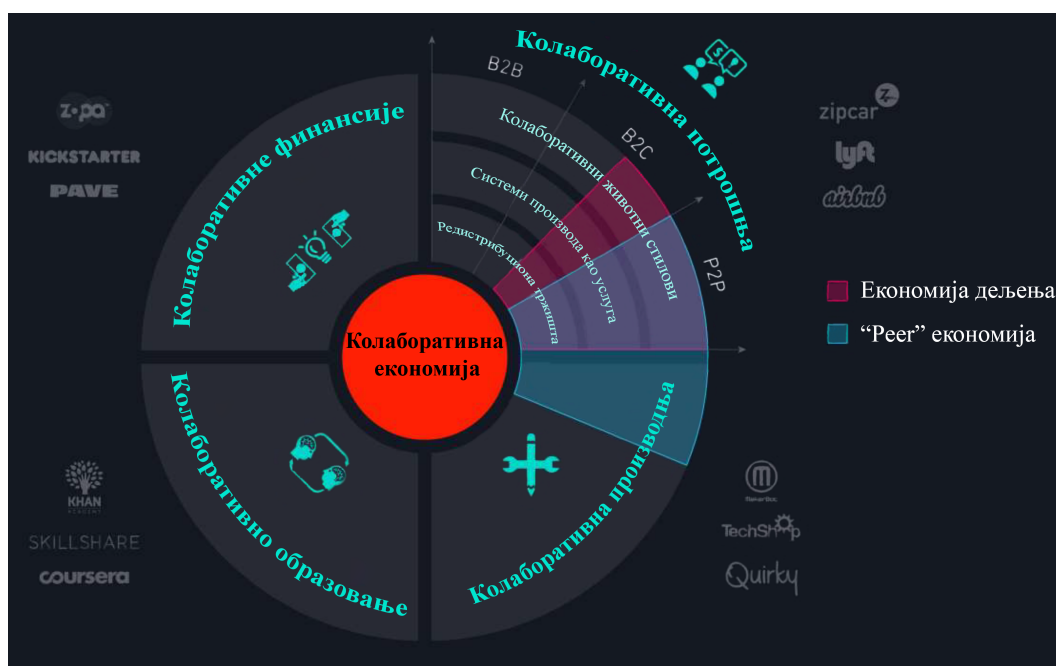 Колаборативна потрошња
B2B
B2C
P2P
Колаборативни животни стилови
Системи производа као услуга
Редистрибуциона тржишта
Колаборативне финансије
zopa
KICKSTARTER
PAVE
zipcar
z
lyft
airbnb
Економија дељења
“Peer” економија
Колаборативна
економија
Колаборативно образовање
Колаборативна производња
KHAN
ACADEMY
SKILLSHARE
coursera
M
MakerBot
TechShop
Quirky
$